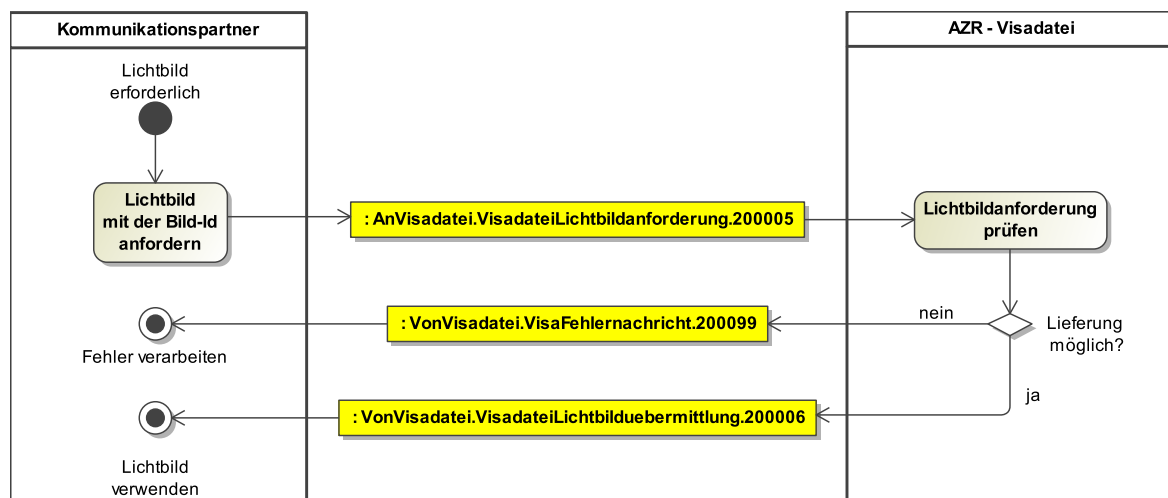 Kommunikationspartner
AZR - Visadatei
Lichtbild
erforderlich
Lichtbild
mit der Bild-Id
anfordern
: AnVisadatei.VisadateiLichtbildanforderung.200005
Lichtbildanforderung
prüfen
: VonVisadatei.VisaFehlernachricht.200099
nein
Lieferung
möglich?
Fehler verarbeiten
ja
: VonVisadatei.VisadateiLichtbilduebermittlung.200006
Lichtbild
verwenden